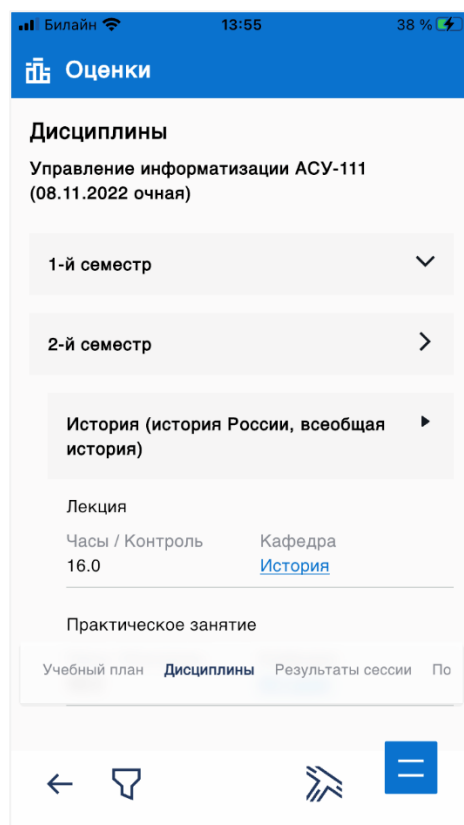 Билайн 13:55 38 %
Оценки
Дисциплины
Управление информатизации АСУ-111
(08.11.2022 очная)
1-й семестр
2-й семестр
История (история России, всеобщая
история)
Лекция
Часы / Контроль Кафедра
16.0 История
Практическое занятие
Учебный план Дисциплины Результаты сессии По